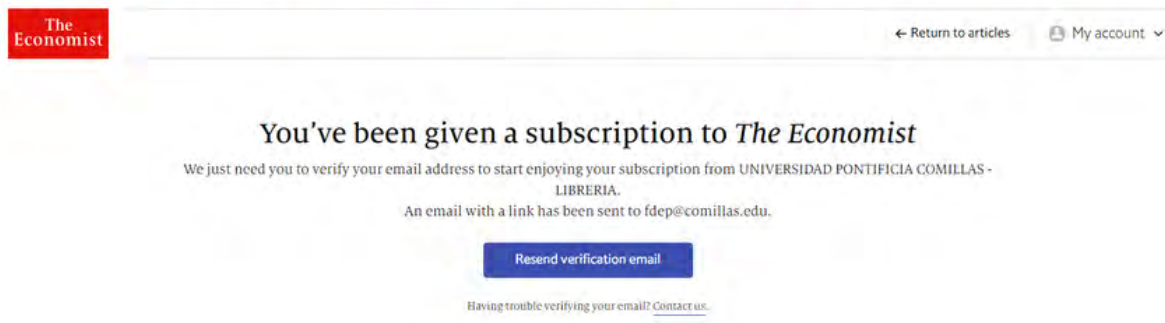 The
Economist
← Return to articles
My account
You've been given a subscription to The Economist
We just need you to verify your email address to start enjoying your subscription from UNIVERSIDAD PONTIFICIA COMILLAS -
LIBRERIA.
An email with a link has been sent to fdep@comillas.edu.
Resend verification email
Having trouble verifying your email? Contact us.